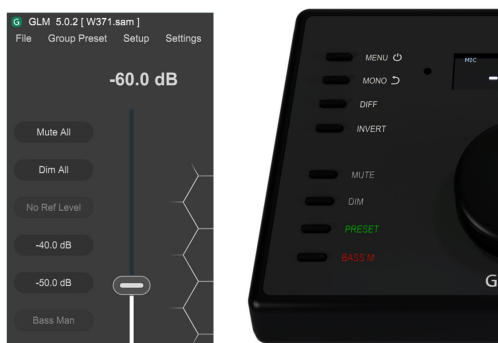 G GLM 5.0.2 [ W371.sam ]
File Group Preset Setup Settings
-60.0 dB
Mute All
Dim All
No Ref Level
-40.0 dB
-50.0 dB
Bass Man
MENU
MONO
DIFF
INVERT
MUTE
DIM
PRESET
BASS M
MIC
-
G